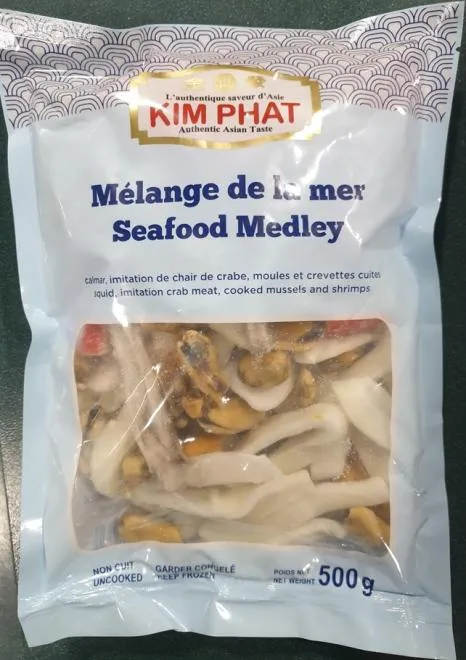 L'authentique saveur d'Asie
KIM PHAT
Authentic Asian Taste
Mélange de la mer
Seafood Medley
calmar, imitation de chair de crabe, moules et crevettes cuites
squid, imitation crab meat, cooked mussels and shrimps
NON CUIT
UNCOOKED
GARDER CONGELÉ
KEEP FROZEN
POIDS NET
NET WEIGHT
500 g